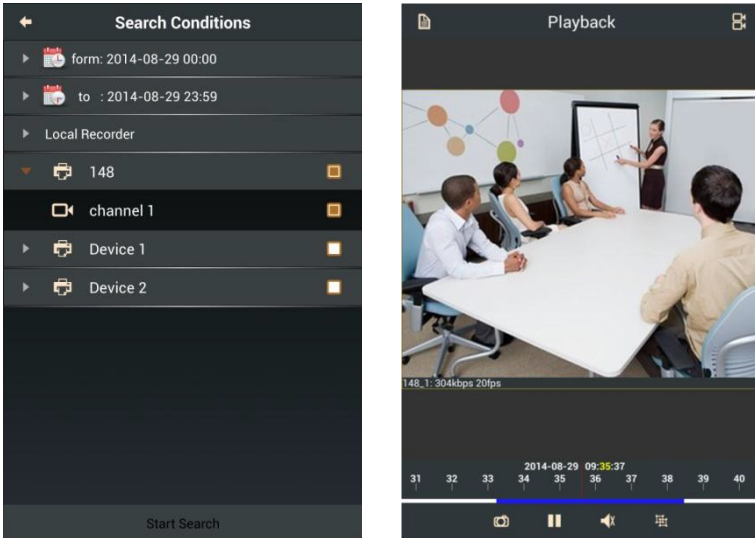 Search Conditions
form: 2014-08-29 00:00
to : 2014-08-29 23:59
Local Recorder
148
channel 1
Device 1
Device 2
Start Search
Playback
148_1: 304kbps 20fps
2014-08-29 09:35:37
31 32 33 34 35 36 37 38 39 40